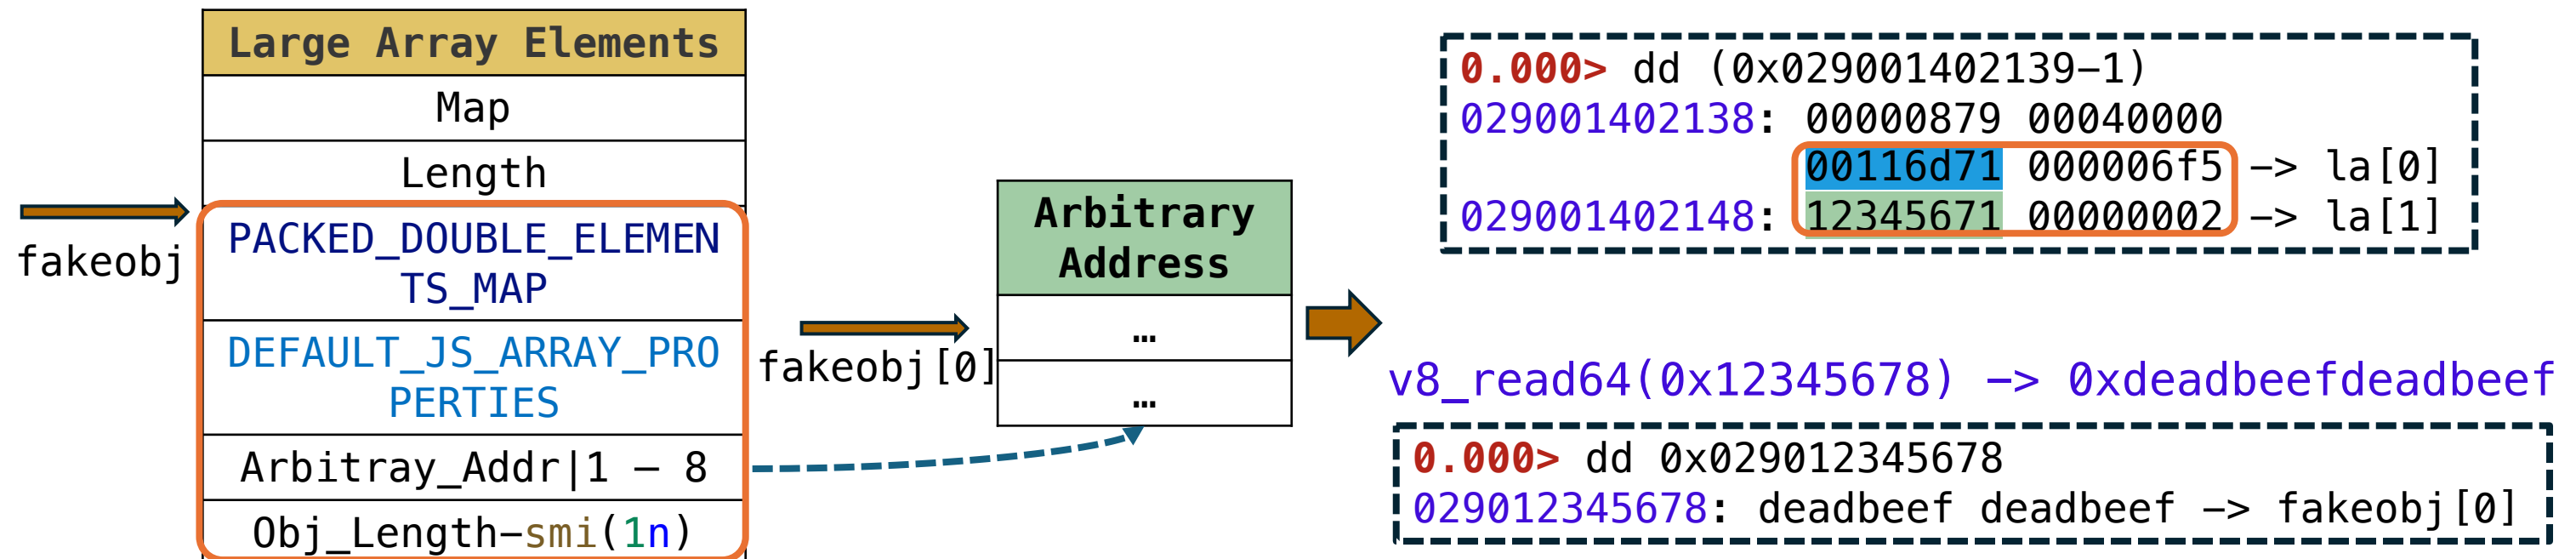 Large Array Elements
Map
Length
PACKED_DOUBLE_ELEMEN
TS_MAP
DEFAULT_JS_ARRAY_PRO
PERTIES
Arbitray_Addr|1 – 8
Obj_Length–smi(1n)
fakeobj
fakeobj[0]
Arbitrary
Address
…
…
0.000> dd (0x029001402139–1)
029001402138: 00000879 00040000
00116d71 000006f5 –> la[0]
029001402148: 12345671 00000002 –> la[1]
v8_read64(0x12345678) –> 0xdeadbeefdeadbeef
0.000> dd 0x029012345678
029012345678: deadbeef deadbeef –> fakeobj[0]